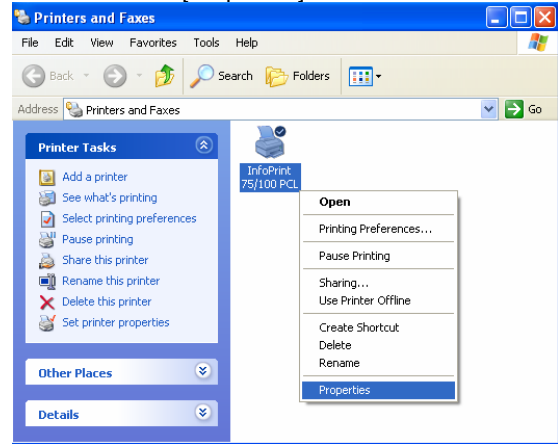 Printers and Faxes
File Edit View Favorites Tools Help
Back Search Folders
Address Printers and Faxes Go
Printer Tasks
Add a printer
See what's printing
Select printing preferences
Pause printing
Share this printer
Rename this printer
Delete this printer
Set printer properties
Other Places
Details
InfoPrint
75/100 PCL
Open
Printing Preferences...
Pause Printing
Sharing...
Use Printer Offline
Create Shortcut
Delete
Rename
Properties